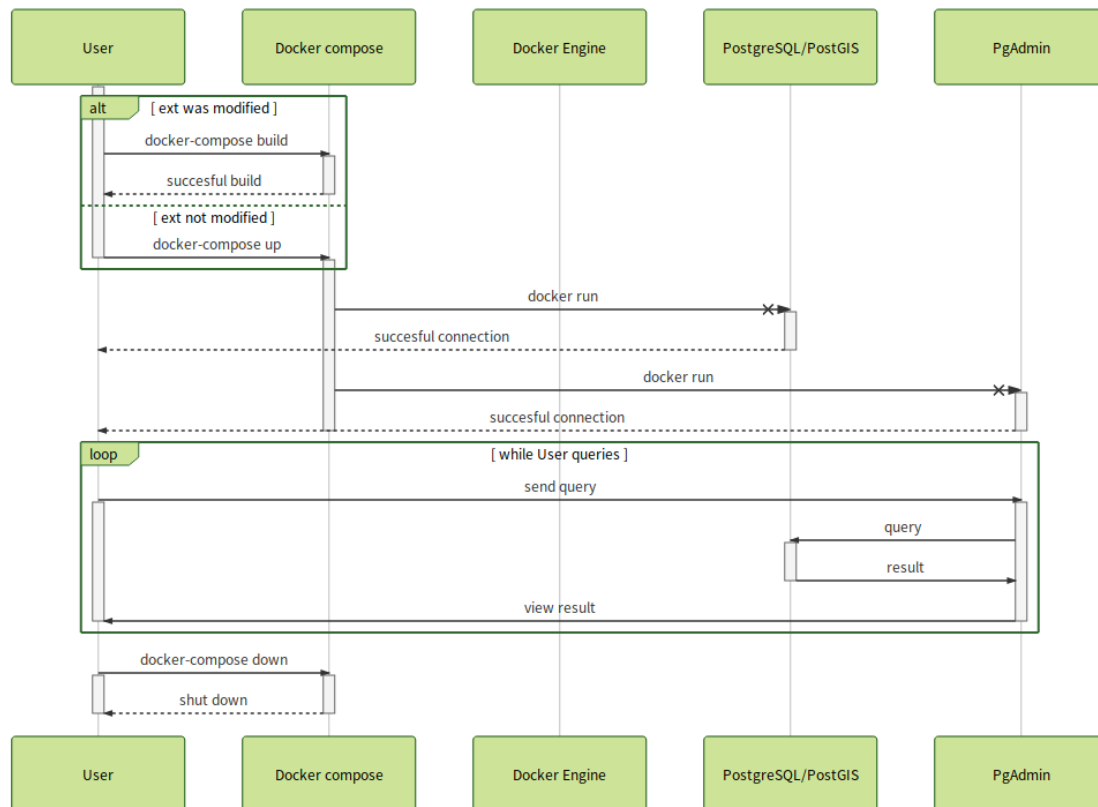 User
Docker compose
Docker Engine
PostgreSQL/PostGIS
PgAdmin
alt
[ ext was modified ]
docker-compose build
succesful build
[ ext not modified ]
docker-compose up
docker run
succesful connection
docker run
succesful connection
loop
[ while User queries ]
send query
query
result
view result
docker-compose down
shut down
User
Docker compose
Docker Engine
PostgreSQL/PostGIS
PgAdmin